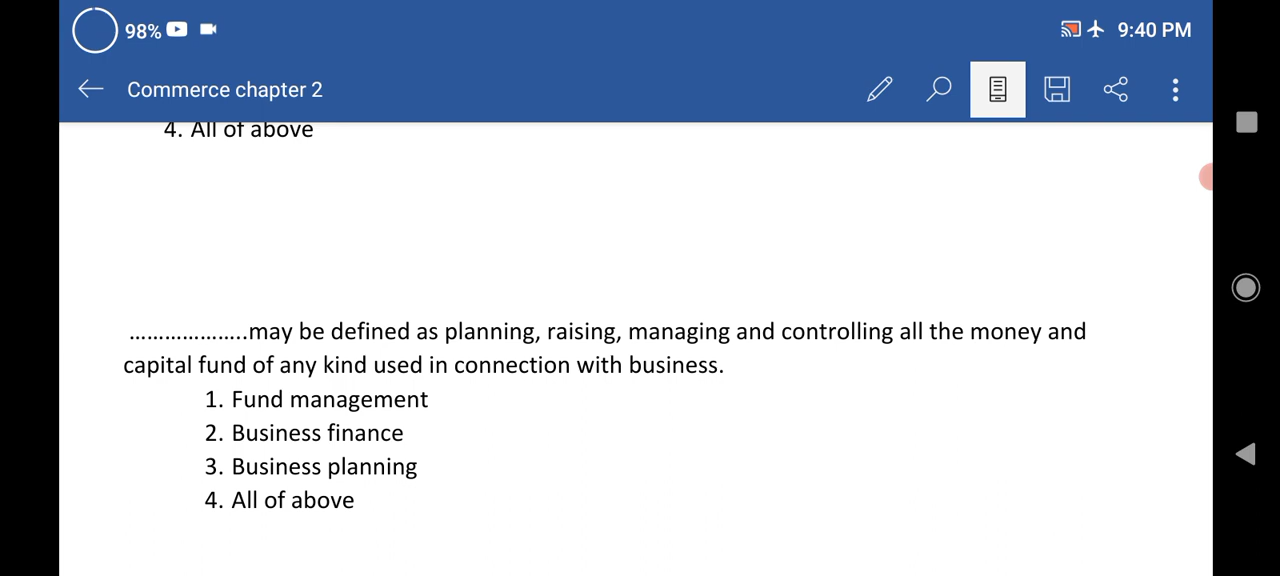 98%
9:40 PM
Commerce chapter 2
4. All of above
.....................may be defined as planning, raising, managing and controlling all the money and
capital fund of any kind used in connection with business.
1. Fund management
2. Business finance
3. Business planning
4. All of above